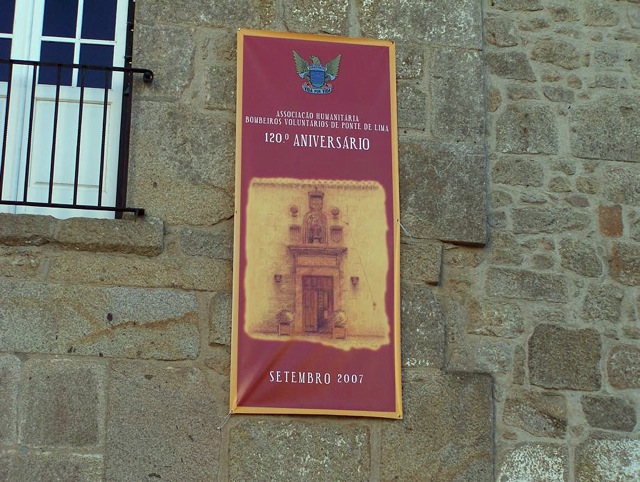 ASSOCIAÇÃO HUMANITÁRIA
BOMBEIROS VOLUNTÁRIOS DE PONTE DE LIMA
120.º ANIVERSÁRIO
SETEMBRO 2007